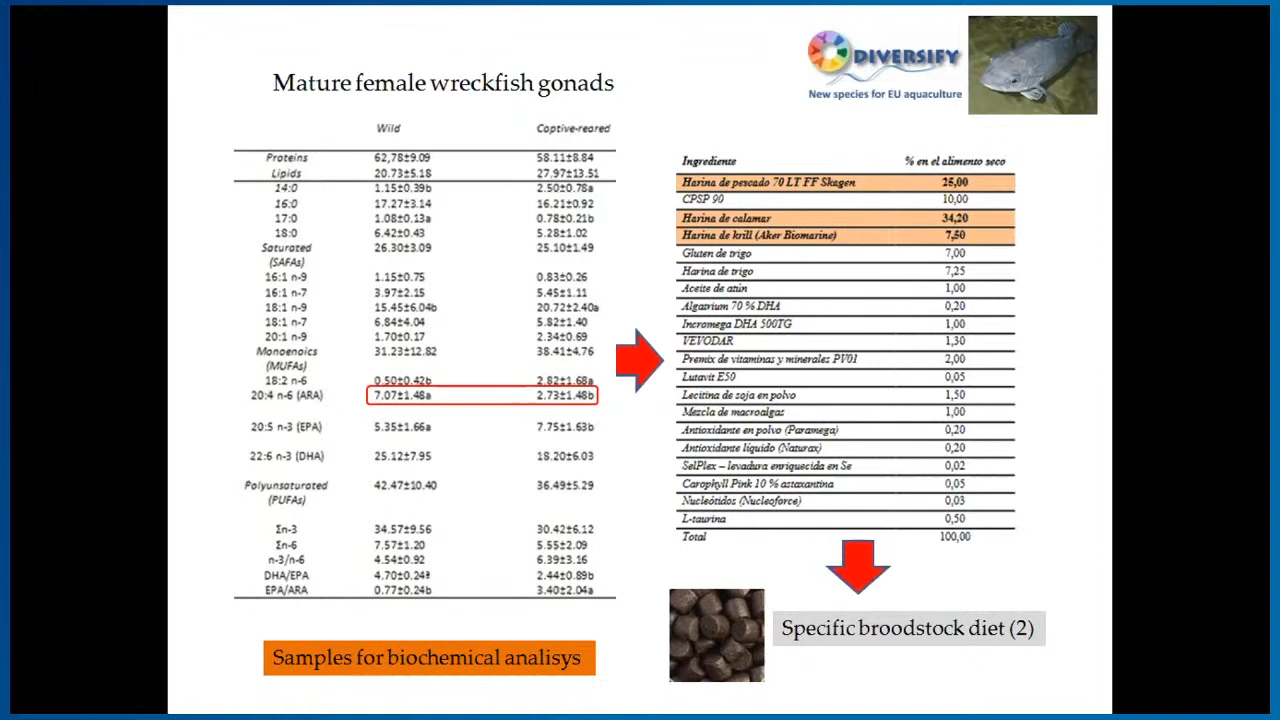 DIVERSIFY
New species for EU aquaculture
Mature female wreckfish gonads
Wild Captive-reared
Proteins 62,78±9.09 58.11±8.84
Lipids 20.73±5.18 27.97±13.51
14:0 1.15±0.39b 2.50±0.78a
16:0 17.27±3.14 16.21±0.92
17:0 1.08±0.13a 0.78±0.21b
18:0 6.42±0.43 5.28±1.02
Saturated 26.30±3.09 25.10±1.49
(SAFAs)
16:1 n-9 1.15±0.75 0.83±0.26
16:1 n-7 3.97±2.15 5.45±1.11
18:1 n-9 15.45±6.04b 20.72±2.40a
18:1 n-7 6.84±4.04 5.82±1.40
20:1 n-9 1.70±0.17 2.34±0.69
Monoenoics 31.23±12.82 38.41±4.76
(MUFAs)
18:2 n-6 0.50±0.42b 2.82±1.68a
20:4 n-6 (ARA) 7.07±1.48a 2.73±1.48b
20:5 n-3 (EPA) 5.35±1.66a 7.75±1.63b
22:6 n-3 (DHA) 25.12±7.95 18.20±6.03
Polyunsaturated 42.47±10.40 36.49±5.29
(PUFAs)
Σn-3 34.57±9.56 30.42±6.12
Σn-6 7.57±1.20 5.55±2.09
n-3/n-6 4.54±0.92 6.39±3.16
DHA/EPA 4.70±0.24ª 2.44±0.89b
EPA/ARA 0.77±0.24b 3.40±2.04a
Samples for biochemical analisys
Ingrediente % en el alimento seco
Harina de pescado 70 LT FF Skagen 25,00
CPSP 90 10,00
Harina de calamar 34,20
Harina de krill (Aker Biomarine) 7,50
Gluten de trigo 7,00
Harina de trigo 7,25
Aceite de atún 1,00
Algatrium 70 % DHA 0,20
Incromega DHA 500TG 1,00
VEVODAR 1,30
Premix de vitaminas y minerales PV01 2,00
Lutavit E50 0,05
Lecitina de soja en polvo 1,50
Mezcla de macroalgas 1,00
Antioxidante en polvo (Paramega) 0,20
Antioxidante líquido (Naturax) 0,20
SelPlex – levadura enriquecida en Se 0,02
Carophyll Pink 10 % astaxantina 0,05
Nucleótidos (Nucleoforce) 0,03
L-taurina 0,50
Total 100,00
Specific broodstock diet (2)